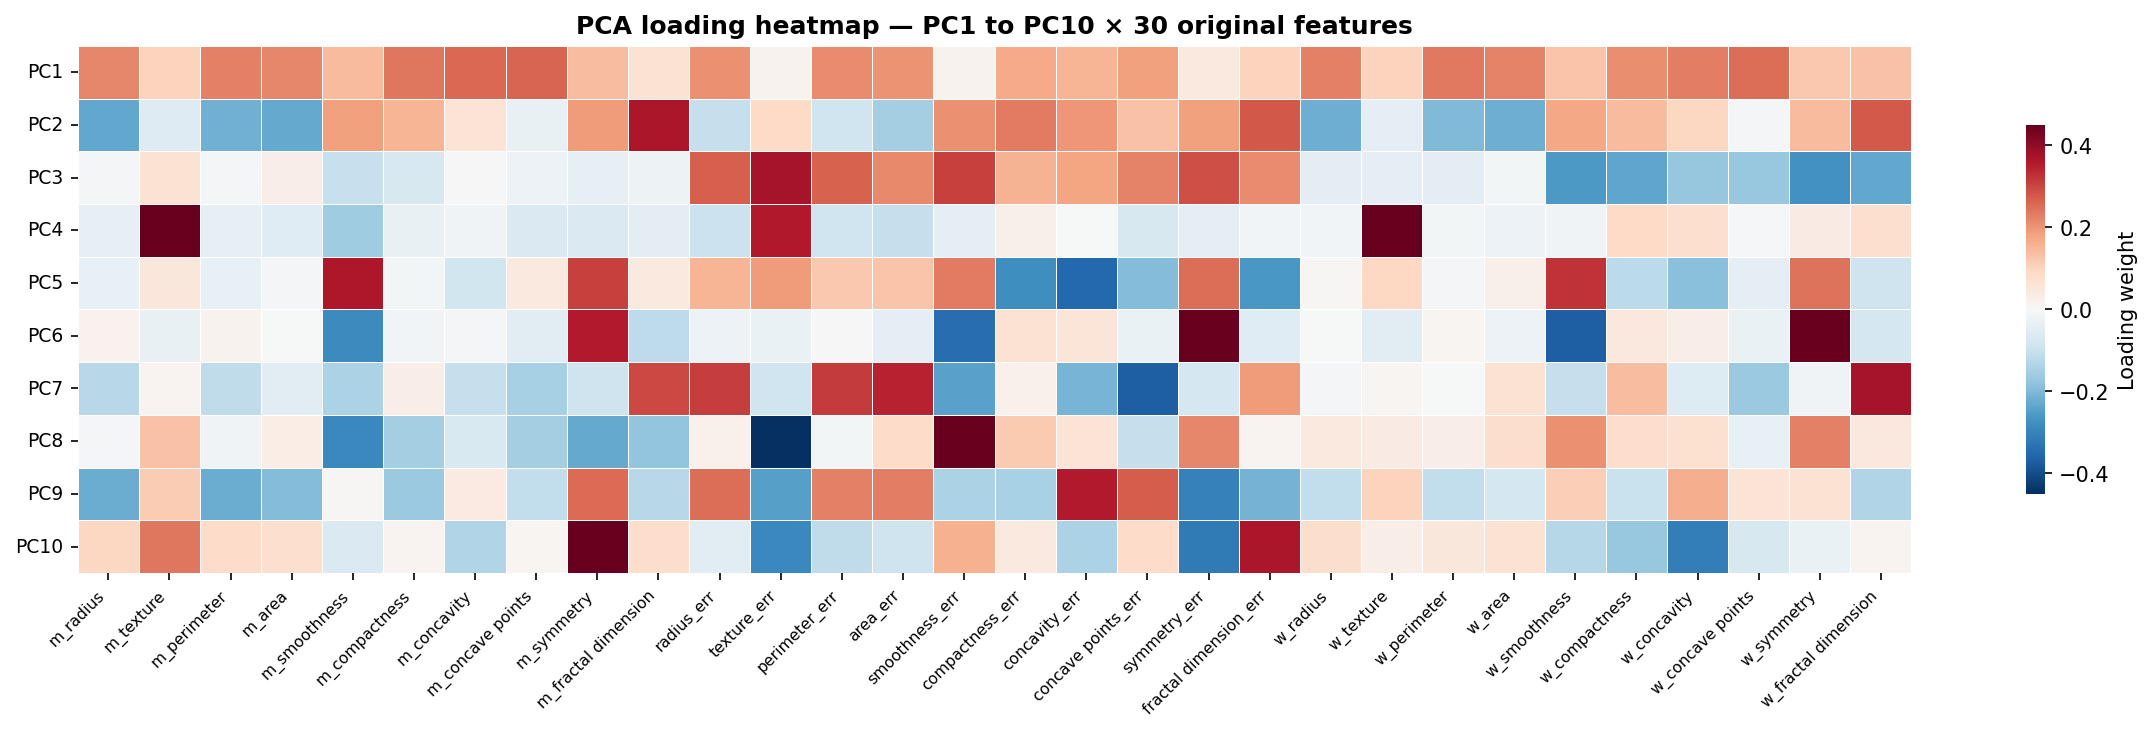 PCA loading heatmap — PC1 to PC10 × 30 original features
PC1
PC2
PC3
PC4
PC5
PC6
PC7
PC8
PC9
PC10
m_radius
m_texture
m_perimeter
m_area
m_smoothness
m_compactness
m_concavity
m_concave points
m_symmetry
m_fractal dimension
radius_err
texture_err
perimeter_err
area_err
smoothness_err
compactness_err
concavity_err
concave points_err
symmetry_err
fractal dimension_err
w_radius
w_texture
w_perimeter
w_area
w_smoothness
w_compactness
w_concavity
w_concave points
w_symmetry
w_fractal dimension
0.4
0.2
0.0
−0.2
−0.4
Loading weight